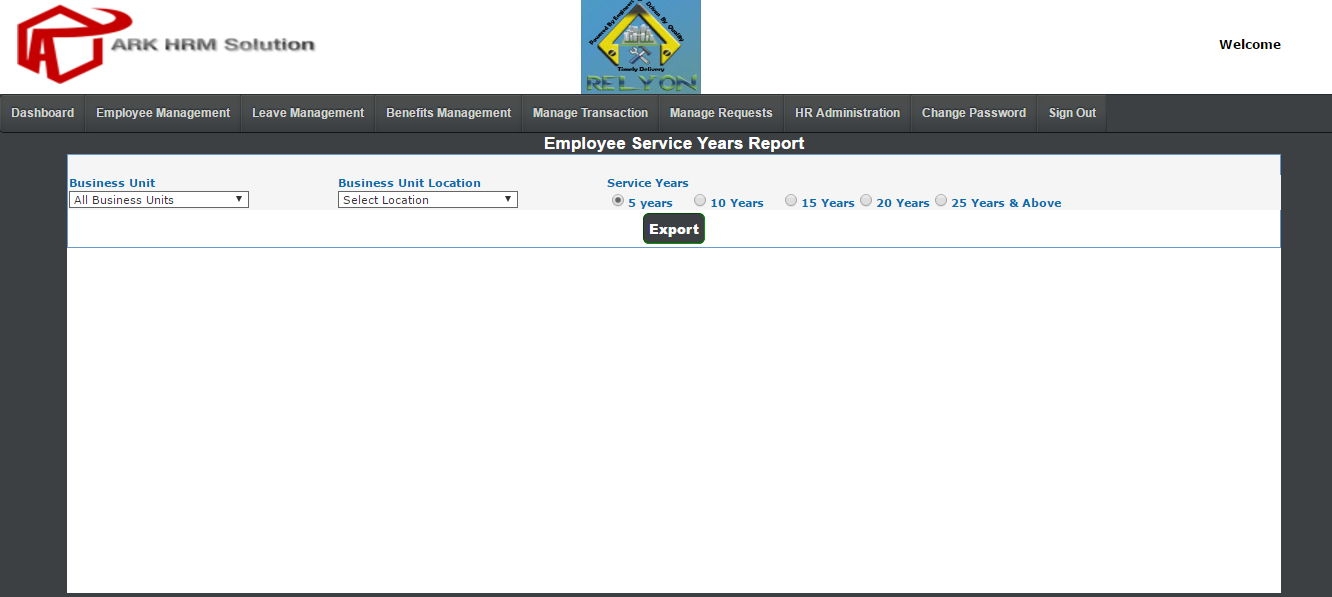 ARK HRM Solution
Powered By Engineers Driven By Quality
Timely Delivery
RELYON
Welcome
Dashboard Employee Management Leave Management Benefits Management Manage Transaction Manage Requests HR Administration Change Password Sign Out
Employee Service Years Report
Business Unit Business Unit Location Service Years
All Business Units Select Location 5 years 10 Years 15 Years 20 Years 25 Years & Above
Export